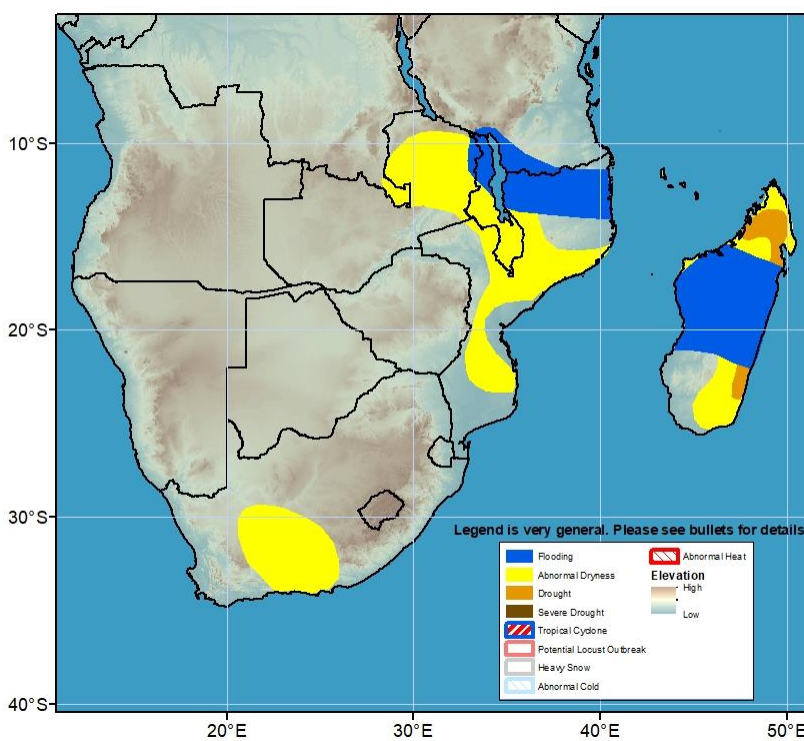 10°S
20°S
30°S
40°S
20°E
30°E
40°E
50°E
Legend is very general. Please see bullets for details
Flooding
Abnormal Dryness
Drought
Severe Drought
Tropical Cyclone
Potential Locust Outbreak
Heavy Snow
Abnormal Cold
Abnormal Heat
Elevation
High
Low